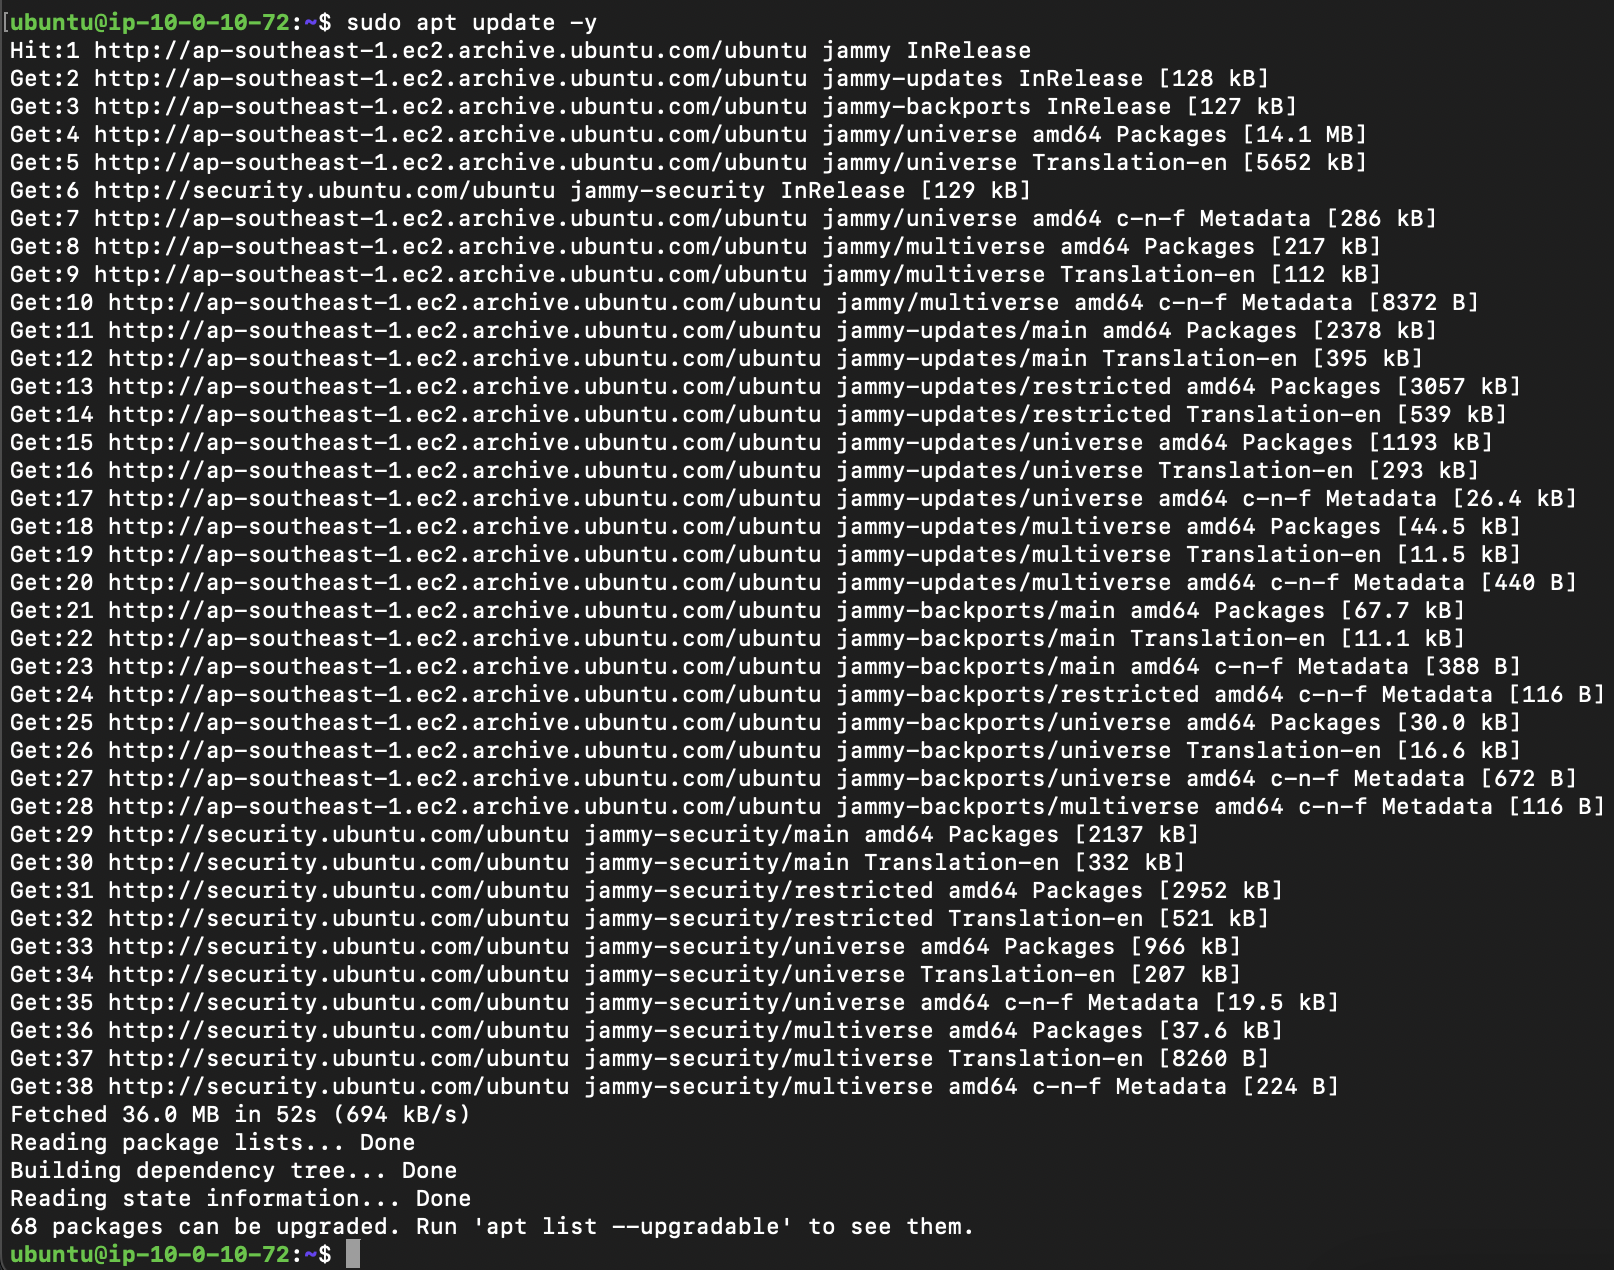 [ubuntu@ip-10-0-10-72:~$ sudo apt update -y
Hit:1 http://ap-southeast-1.ec2.archive.ubuntu.com/ubuntu jammy InRelease
Get:2 http://ap-southeast-1.ec2.archive.ubuntu.com/ubuntu jammy-updates InRelease [128 kB]
Get:3 http://ap-southeast-1.ec2.archive.ubuntu.com/ubuntu jammy-backports InRelease [127 kB]
Get:4 http://ap-southeast-1.ec2.archive.ubuntu.com/ubuntu jammy/universe amd64 Packages [14.1 MB]
Get:5 http://ap-southeast-1.ec2.archive.ubuntu.com/ubuntu jammy/universe Translation-en [5652 kB]
Get:6 http://security.ubuntu.com/ubuntu jammy-security InRelease [129 kB]
Get:7 http://ap-southeast-1.ec2.archive.ubuntu.com/ubuntu jammy/universe amd64 c-n-f Metadata [286 kB]
Get:8 http://ap-southeast-1.ec2.archive.ubuntu.com/ubuntu jammy/multiverse amd64 Packages [217 kB]
Get:9 http://ap-southeast-1.ec2.archive.ubuntu.com/ubuntu jammy/multiverse Translation-en [112 kB]
Get:10 http://ap-southeast-1.ec2.archive.ubuntu.com/ubuntu jammy/multiverse amd64 c-n-f Metadata [8372 B]
Get:11 http://ap-southeast-1.ec2.archive.ubuntu.com/ubuntu jammy-updates/main amd64 Packages [2378 kB]
Get:12 http://ap-southeast-1.ec2.archive.ubuntu.com/ubuntu jammy-updates/main Translation-en [395 kB]
Get:13 http://ap-southeast-1.ec2.archive.ubuntu.com/ubuntu jammy-updates/restricted amd64 Packages [3057 kB]
Get:14 http://ap-southeast-1.ec2.archive.ubuntu.com/ubuntu jammy-updates/restricted Translation-en [539 kB]
Get:15 http://ap-southeast-1.ec2.archive.ubuntu.com/ubuntu jammy-updates/universe amd64 Packages [1193 kB]
Get:16 http://ap-southeast-1.ec2.archive.ubuntu.com/ubuntu jammy-updates/universe Translation-en [293 kB]
Get:17 http://ap-southeast-1.ec2.archive.ubuntu.com/ubuntu jammy-updates/universe amd64 c-n-f Metadata [26.4 kB]
Get:18 http://ap-southeast-1.ec2.archive.ubuntu.com/ubuntu jammy-updates/multiverse amd64 Packages [44.5 kB]
Get:19 http://ap-southeast-1.ec2.archive.ubuntu.com/ubuntu jammy-updates/multiverse Translation-en [11.5 kB]
Get:20 http://ap-southeast-1.ec2.archive.ubuntu.com/ubuntu jammy-updates/multiverse amd64 c-n-f Metadata [440 B]
Get:21 http://ap-southeast-1.ec2.archive.ubuntu.com/ubuntu jammy-backports/main amd64 Packages [67.7 kB]
Get:22 http://ap-southeast-1.ec2.archive.ubuntu.com/ubuntu jammy-backports/main Translation-en [11.1 kB]
Get:23 http://ap-southeast-1.ec2.archive.ubuntu.com/ubuntu jammy-backports/main amd64 c-n-f Metadata [388 B]
Get:24 http://ap-southeast-1.ec2.archive.ubuntu.com/ubuntu jammy-backports/restricted amd64 c-n-f Metadata [116 B]
Get:25 http://ap-southeast-1.ec2.archive.ubuntu.com/ubuntu jammy-backports/universe amd64 Packages [30.0 kB]
Get:26 http://ap-southeast-1.ec2.archive.ubuntu.com/ubuntu jammy-backports/universe Translation-en [16.6 kB]
Get:27 http://ap-southeast-1.ec2.archive.ubuntu.com/ubuntu jammy-backports/universe amd64 c-n-f Metadata [672 B]
Get:28 http://ap-southeast-1.ec2.archive.ubuntu.com/ubuntu jammy-backports/multiverse amd64 c-n-f Metadata [116 B]
Get:29 http://security.ubuntu.com/ubuntu jammy-security/main amd64 Packages [2137 kB]
Get:30 http://security.ubuntu.com/ubuntu jammy-security/main Translation-en [332 kB]
Get:31 http://security.ubuntu.com/ubuntu jammy-security/restricted amd64 Packages [2952 kB]
Get:32 http://security.ubuntu.com/ubuntu jammy-security/restricted Translation-en [521 kB]
Get:33 http://security.ubuntu.com/ubuntu jammy-security/universe amd64 Packages [966 kB]
Get:34 http://security.ubuntu.com/ubuntu jammy-security/universe Translation-en [207 kB]
Get:35 http://security.ubuntu.com/ubuntu jammy-security/universe amd64 c-n-f Metadata [19.5 kB]
Get:36 http://security.ubuntu.com/ubuntu jammy-security/multiverse amd64 Packages [37.6 kB]
Get:37 http://security.ubuntu.com/ubuntu jammy-security/multiverse Translation-en [8260 B]
Get:38 http://security.ubuntu.com/ubuntu jammy-security/multiverse amd64 c-n-f Metadata [224 B]
Fetched 36.0 MB in 52s (694 kB/s)
Reading package lists... Done
Building dependency tree... Done
Reading state information... Done
68 packages can be upgraded. Run 'apt list --upgradable' to see them.
ubuntu@ip-10-0-10-72:~$